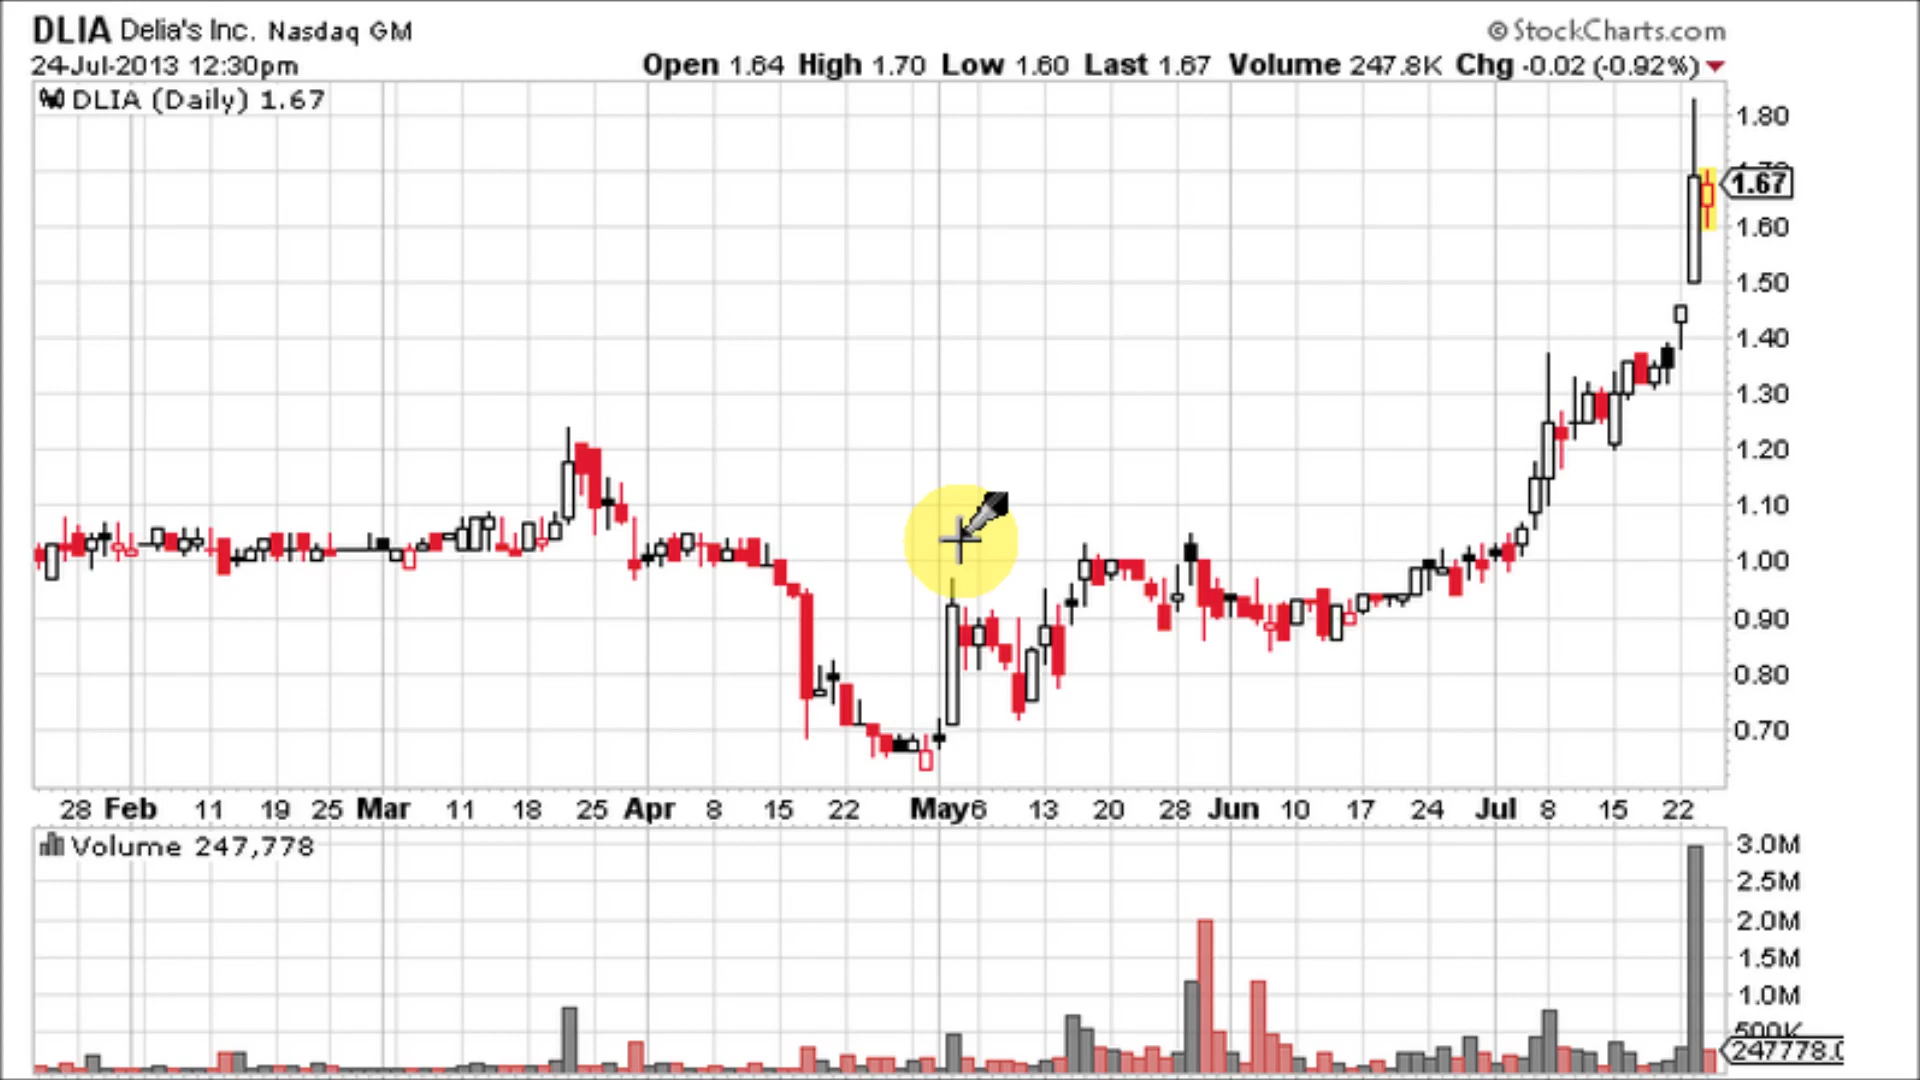 DLIA Delia's Inc. Nasdaq GM © StockCharts.com
24-Jul-2013 12:30pm Open 1.64 High 1.70 Low 1.60 Last 1.67 Volume 247.8K Chg -0.02 (-0.92%)
DLIA (Daily) 1.67
1.80
1.70
1.67
1.60
1.50
1.40
1.30
1.20
1.10
1.00
0.90
0.80
0.70
28 Feb 11 19 25 Mar 11 18 25 Apr 8 15 22 May 6 13 20 28 Jun 10 17 24 Jul 8 15 22
Volume 247,778
3.0M
2.5M
2.0M
1.5M
1.0M
500K
247778.0